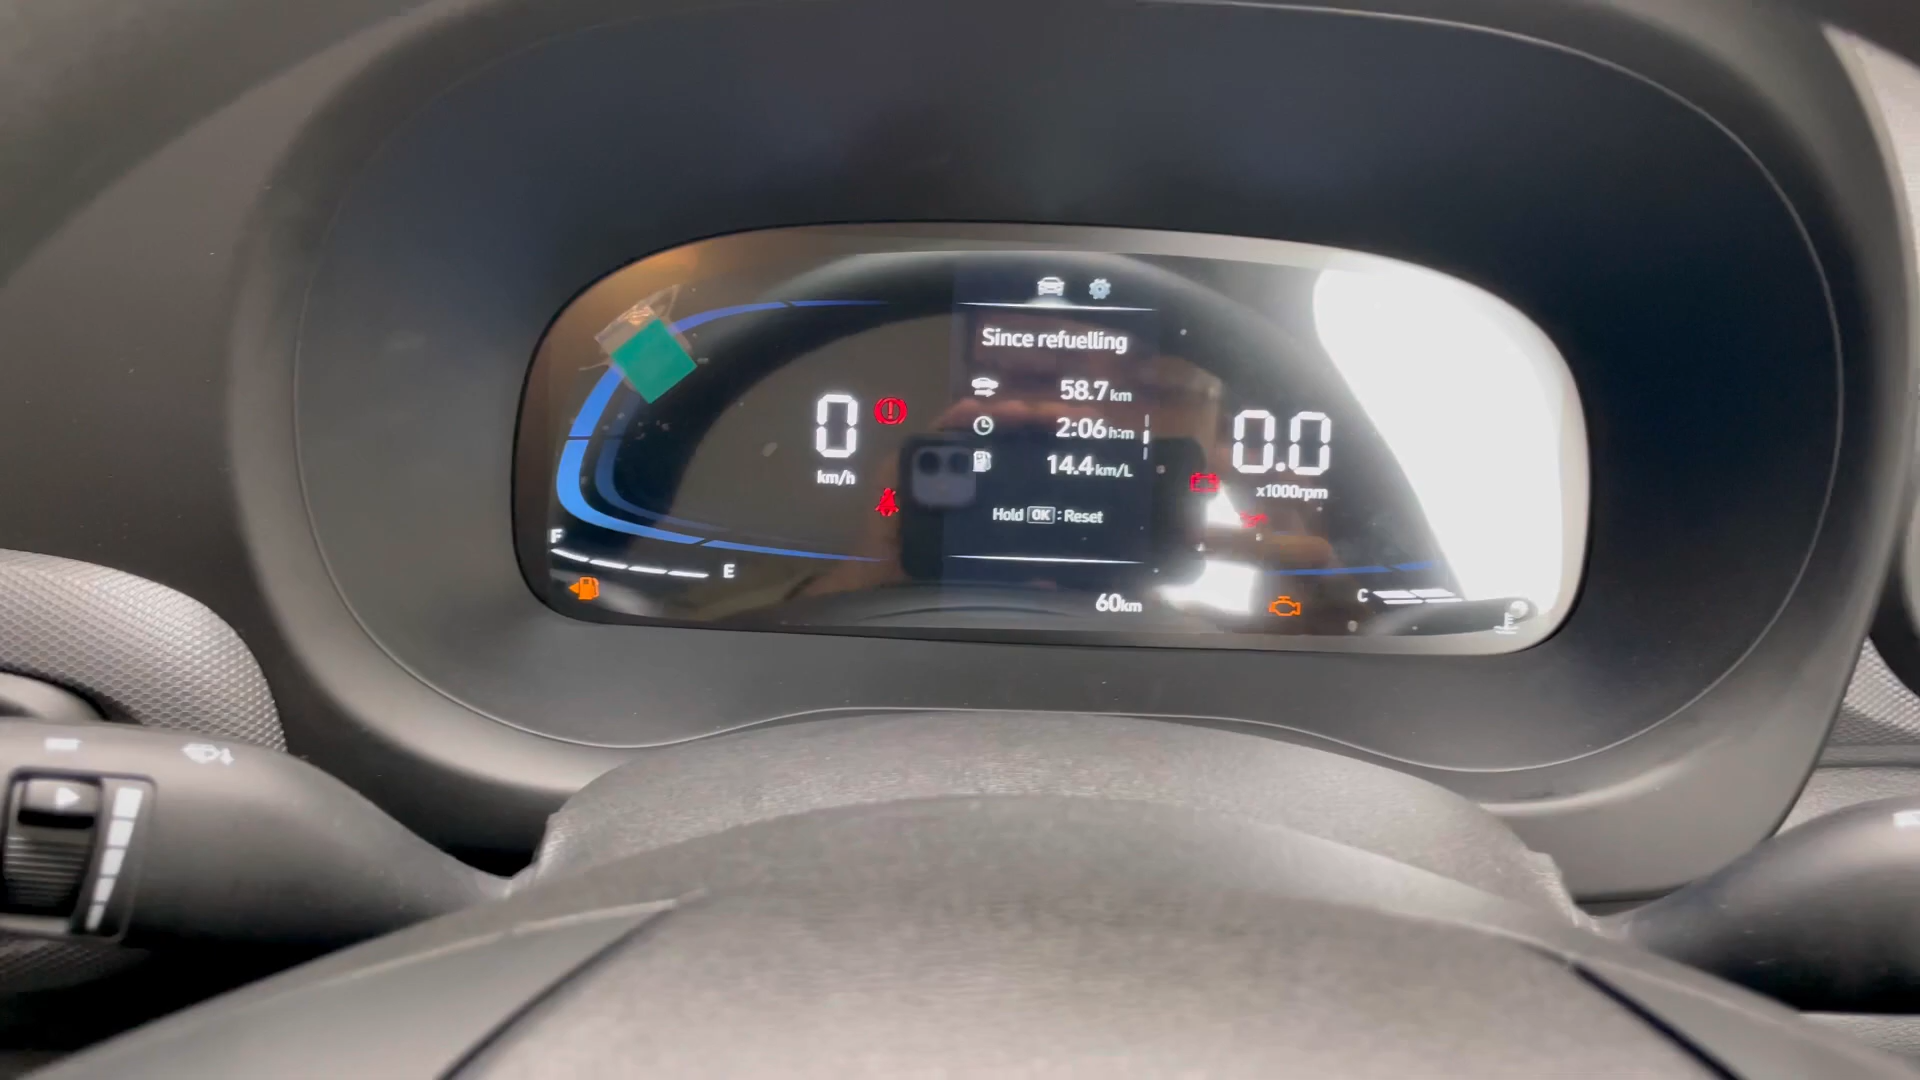 Since refuelling
58.7 km
2:06 h:m
14.4 km/L
Hold OK : Reset
0
km/h
0.0
x1000rpm
F
E
60km
C